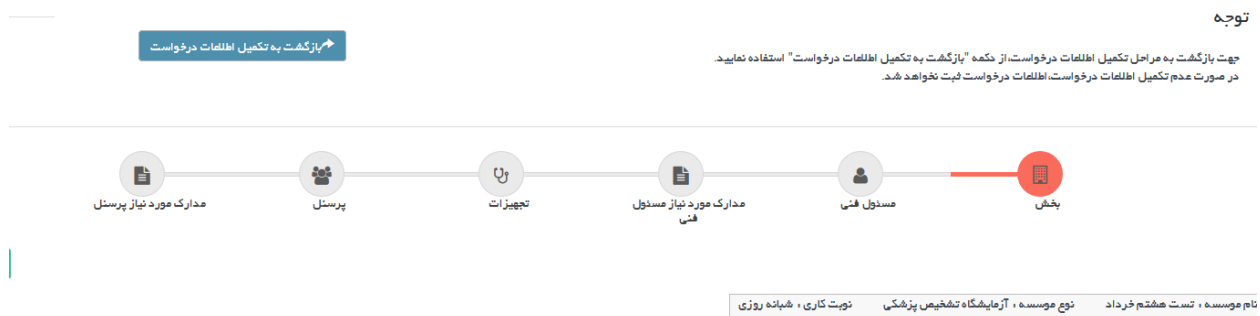 توجه
جهت بازگشت به مراحل تکمیل اطلاعات درخواست،از دکمه "بازگشت به تکمیل اطلاعات درخواست" استفاده نمایید.
در صورت عدم تکمیل اطلاعات درخواست،اطلاعات درخواست ثبت نخواهد شد.
بازگشت به تکمیل اطلاعات درخواست
بخش
مسئول فنی
مدارک مورد نیاز مسئول
فنی
تجهیزات
پرسنل
مدارک مورد نیاز پرسنل
نام موسسه : تست هشتم خرداد نوع موسسه : آزمایشگاه تشخیص پزشکی نوبت کاری : شبانه روزی